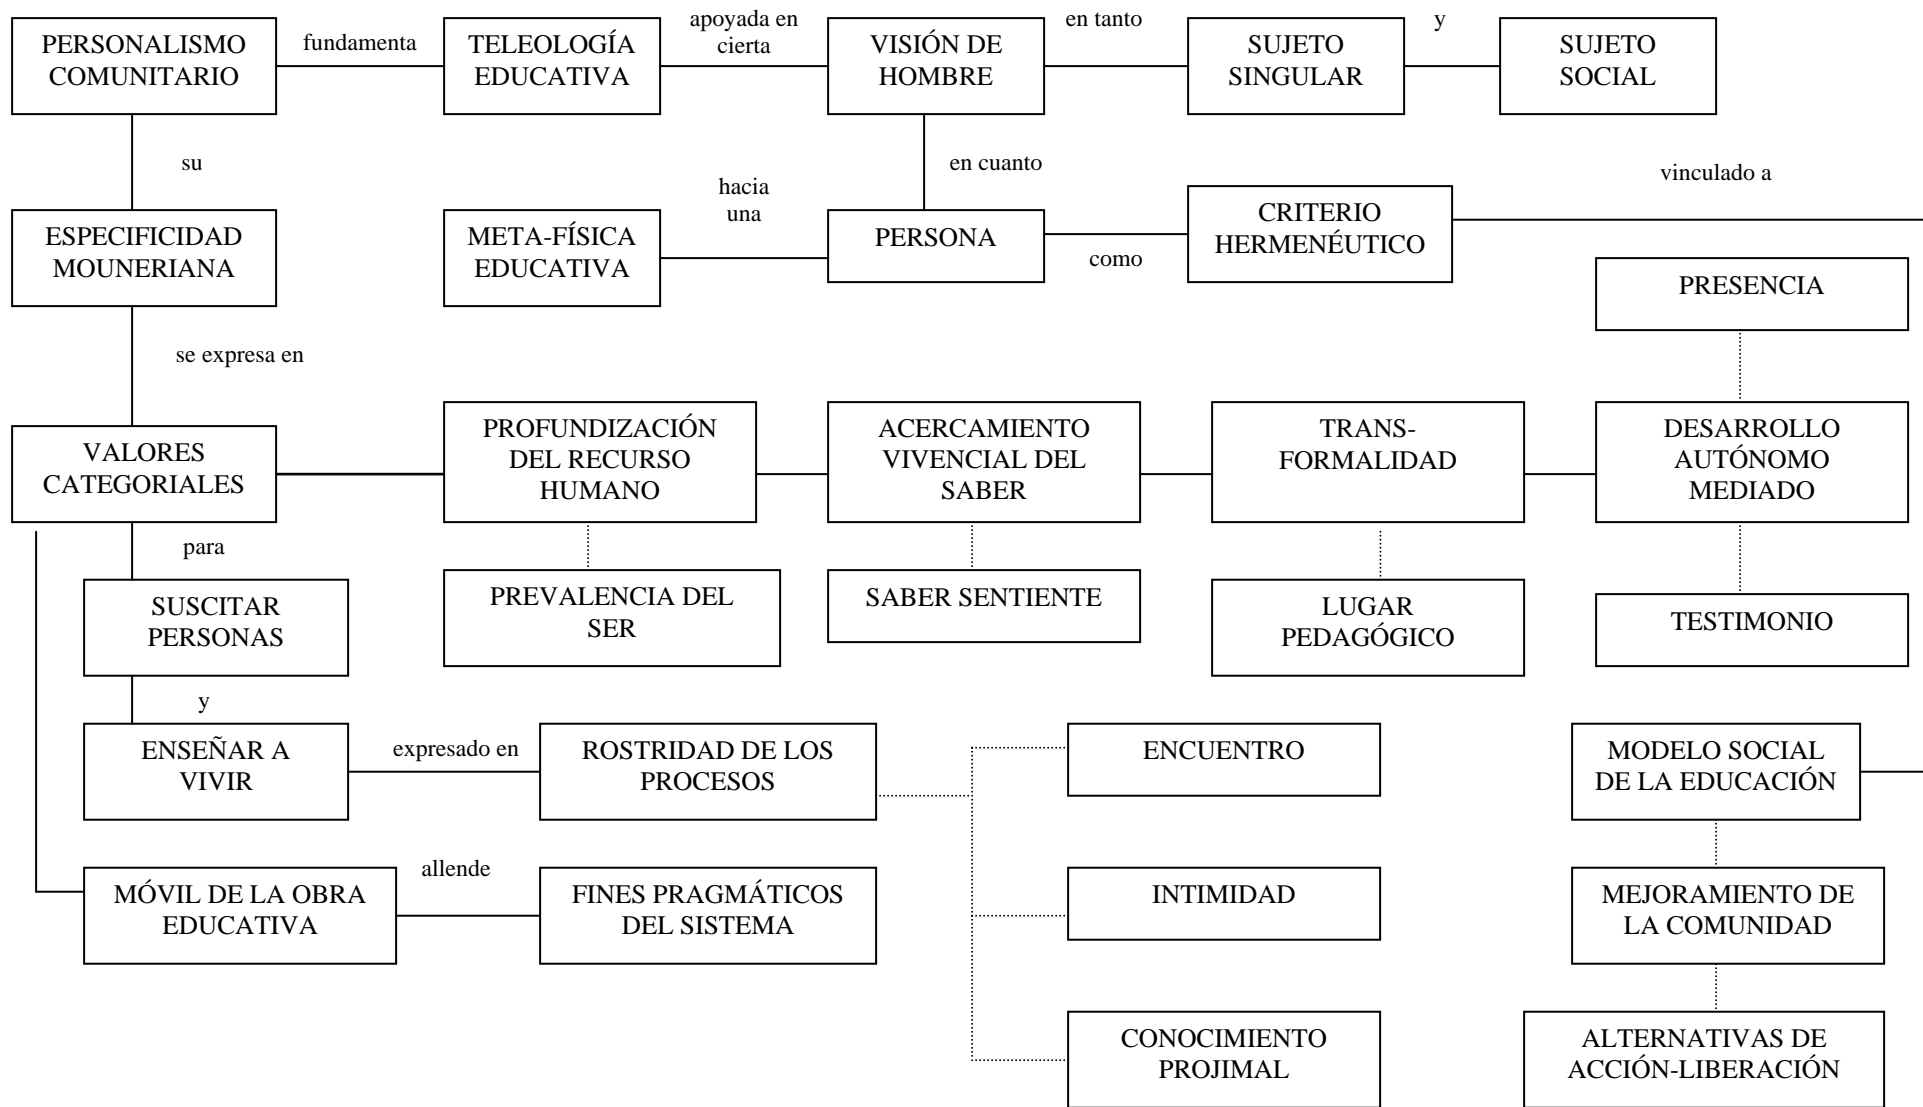 PERSONALISMO
COMUNITARIO
fundamenta
TELEOLOGÍA
EDUCATIVA
apoyada en
cierta
VISIÓN DE
HOMBRE
en tanto
SUJETO
SINGULAR
y
SUJETO
SOCIAL
su
en cuanto
vinculado a
ESPECIFICIDAD
MOUNERIANA
META-FÍSICA
EDUCATIVA
hacia
una
PERSONA
como
CRITERIO
HERMENÉUTICO
PRESENCIA
se expresa en
VALORES
CATEGORIALES
PROFUNDIZACIÓN
DEL RECURSO
HUMANO
ACERCAMIENTO
VIVENCIAL DEL
SABER
TRANS-
FORMALIDAD
DESARROLLO
AUTÓNOMO
MEDIADO
para
SUSCITAR
PERSONAS
PREVALENCIA DEL
SER
SABER SENTIENTE
LUGAR
PEDAGÓGICO
TESTIMONIO
y
ENSEÑAR A
VIVIR
expresado en
ROSTRIDAD DE LOS
PROCESOS
ENCUENTRO
MODELO SOCIAL
DE LA EDUCACIÓN
MÓVIL DE LA OBRA
EDUCATIVA
allende
FINES PRAGMÁTICOS
DEL SISTEMA
INTIMIDAD
MEJORAMIENTO DE
LA COMUNIDAD
CONOCIMIENTO
PROJIMAL
ALTERNATIVAS DE
ACCIÓN-LIBERACIÓN